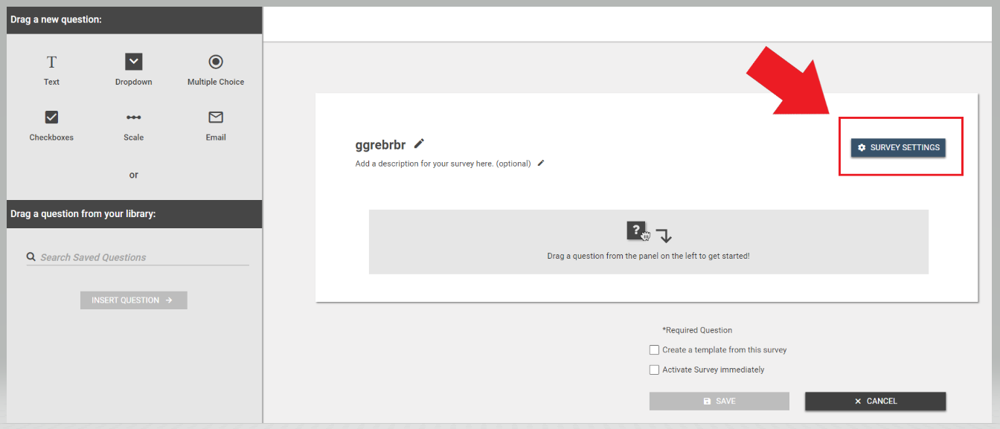 Drag a new question:
T
Text
Dropdown
Multiple Choice
Checkboxes
Scale
Email
or
Drag a question from your library:
Search Saved Questions
INSERT QUESTION
ggrebrbr
SURVEY SETTINGS
Add a description for your survey here. (optional)
?
Drag a question from the panel on the left to get started!
*Required Question
Create a template from this survey
Activate Survey immediately
SAVE
CANCEL